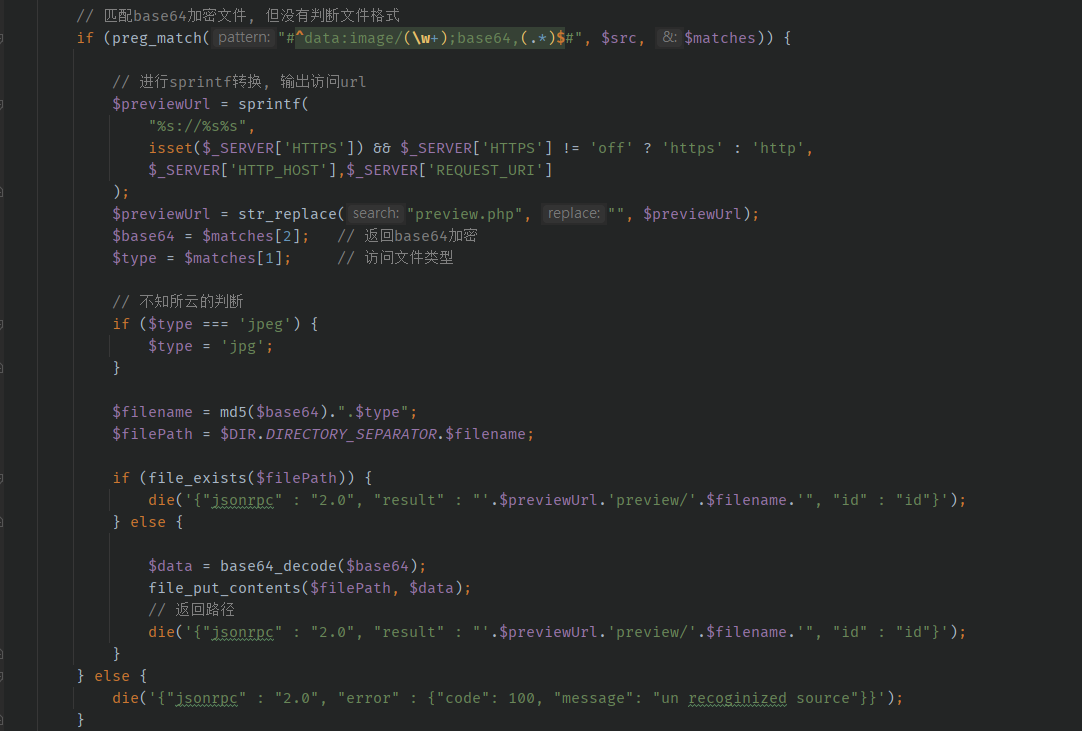 // 匹配base64加密文件, 但没有判断文件格式
if (preg_match( pattern: "#^data:image/(\w+);base64,(.*)$#", $src, &: $matches)) {
// 进行sprintf转换, 输出访问url
$previewUrl = sprintf(
"%s://%s%s",
isset($_SERVER['HTTPS']) && $_SERVER['HTTPS'] != 'off' ? 'https' : 'http',
$_SERVER['HTTP_HOST'],$_SERVER['REQUEST_URI']
);
$previewUrl = str_replace( search: "preview.php", replace: "", $previewUrl);
$base64 = $matches[2]; // 返回base64加密
$type = $matches[1]; // 访问文件类型
// 不知所云的判断
if ($type === 'jpeg') {
$type = 'jpg';
}
$filename = md5($base64).".$type";
$filePath = $DIR.DIRECTORY_SEPARATOR.$filename;
if (file_exists($filePath)) {
die('{"jsonrpc" : "2.0", "result" : "'.$previewUrl.'preview/'.$filename.'", "id" : "id"}');
} else {
$data = base64_decode($base64);
file_put_contents($filePath, $data);
// 返回路径
die('{"jsonrpc" : "2.0", "result" : "'.$previewUrl.'preview/'.$filename.'", "id" : "id"}');
}
} else {
die('{"jsonrpc" : "2.0", "error" : {"code": 100, "message": "un recoginized source"}}');
}